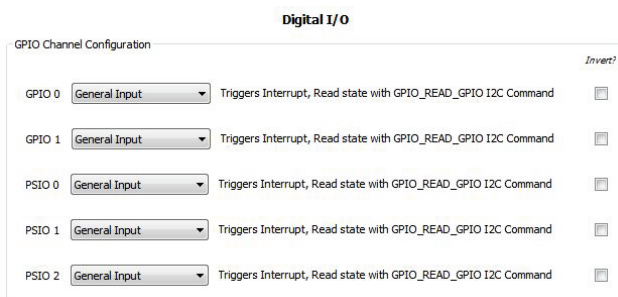 Digital I/O
GPIO Channel Configuration
Invert?
GPIO 0 General Input Triggers Interrupt, Read state with GPIO_READ_GPIO I2C Command
GPIO 1 General Input Triggers Interrupt, Read state with GPIO_READ_GPIO I2C Command
PSIO 0 General Input Triggers Interrupt, Read state with GPIO_READ_GPIO I2C Command
PSIO 1 General Input Triggers Interrupt, Read state with GPIO_READ_GPIO I2C Command
PSIO 2 General Input Triggers Interrupt, Read state with GPIO_READ_GPIO I2C Command